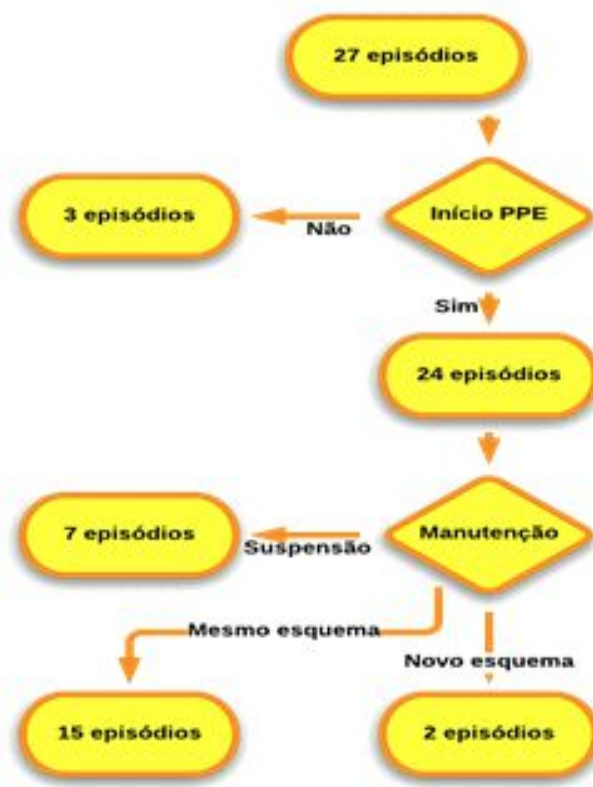 27 episódios
Início PPE
3 episódios
Não
Sim
24 episódios
Manutenção
7 episódios
Suspensão
Mesmo esquema
Novo esquema
15 episódios
2 episódios